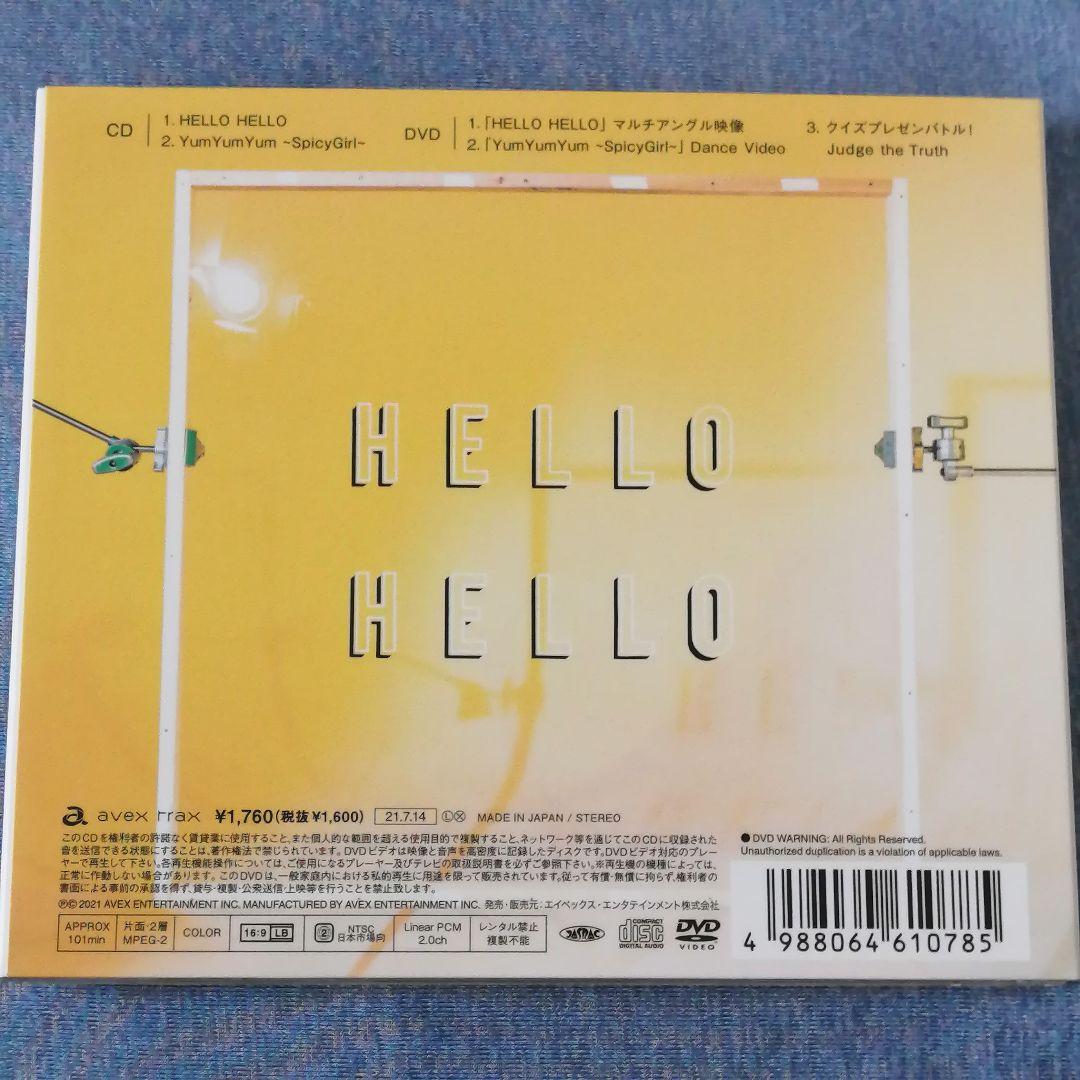 CD
1. HELLO HELLO
2. YumYumYum ~SpicyGirl~
DVD
1.「HELLO HELLO」マルチアングル映像
2.「YumYumYum ~SpicyGirl~」Dance Video
3. クイズプレゼンバトル!
Judge the Truth
HELLO
HELLO
avex trax ¥1,760(税抜¥1,600) 21.7.14 Ⓛⓧ MADE IN JAPAN / STEREO
このCDを権利者の許諾なく賃貸業に使用すること、また個人的な範囲を超える使用目的で複製すること、ネットワーク等を通じてこのCDに収録された
音を送信できる状態にすることは、著作権法で禁じられています。DVDビデオは映像と音声を高密度に記録したディスクです。DVDビデオ対応のプレー
ヤーで再生して下さい。各再生機能操作については、ご使用になるプレーヤー及びテレビの取扱説明書を必ずご参照下さい。※再生機の機種によっては、
正常に作動しない場合があります。このDVDは、一般家庭内における私的再生に用途を限って販売されています。従って有償・無償に拘らず、権利者の
書面による事前の承認を得ず、貸与・複製・公衆送信・上映等を行うことを禁止致します。
Ⓟ© 2021 AVEX ENTERTAINMENT INC. MANUFACTURED BY AVEX ENTERTAINMENT INC. 発売・販売元:エイベックス・エンタテインメント株式会社
APPROX
101min
片面・2層
MPEG-2
COLOR
16:9 LB
2 NTSC
日本市場向
Linear PCM
2.0ch
レンタル禁止
複製不能
JASRAC
COMPACT
disc
DIGITAL AUDIO
DVD
VIDEO
● DVD WARNING: All Rights Reserved.
Unauthorized duplication is a violation of applicable laws.
4 988064 610785